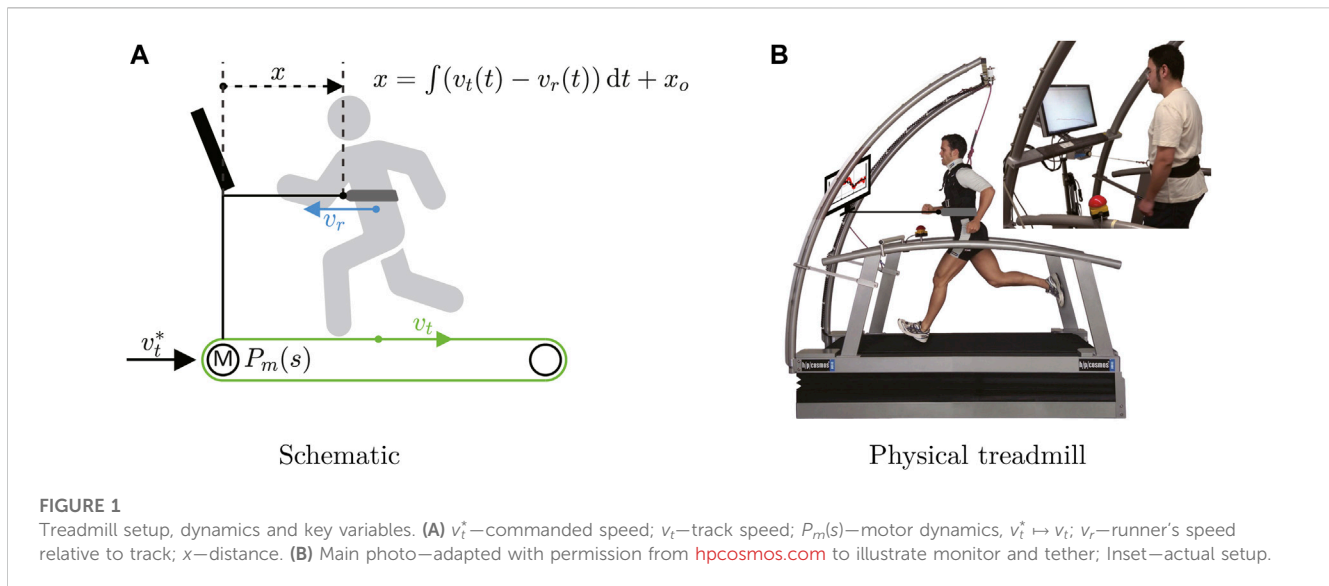 A
x
x = ∫(v_t(t) − v_r(t)) dt + x_o
v_r
v_t
v_t^*
M P_m(s)
Schematic
B
h/p/cosmos
h/p/cosmos
Physical treadmill
FIGURE 1
Treadmill setup, dynamics and key variables. (A) v_t^*—commanded speed; v_t—track speed; P_m(s)—motor dynamics, v_t^* ↦ v_t; v_r—runner's speed
relative to track; x—distance. (B) Main photo—adapted with permission from hpcosmos.com to illustrate monitor and tether; Inset—actual setup.